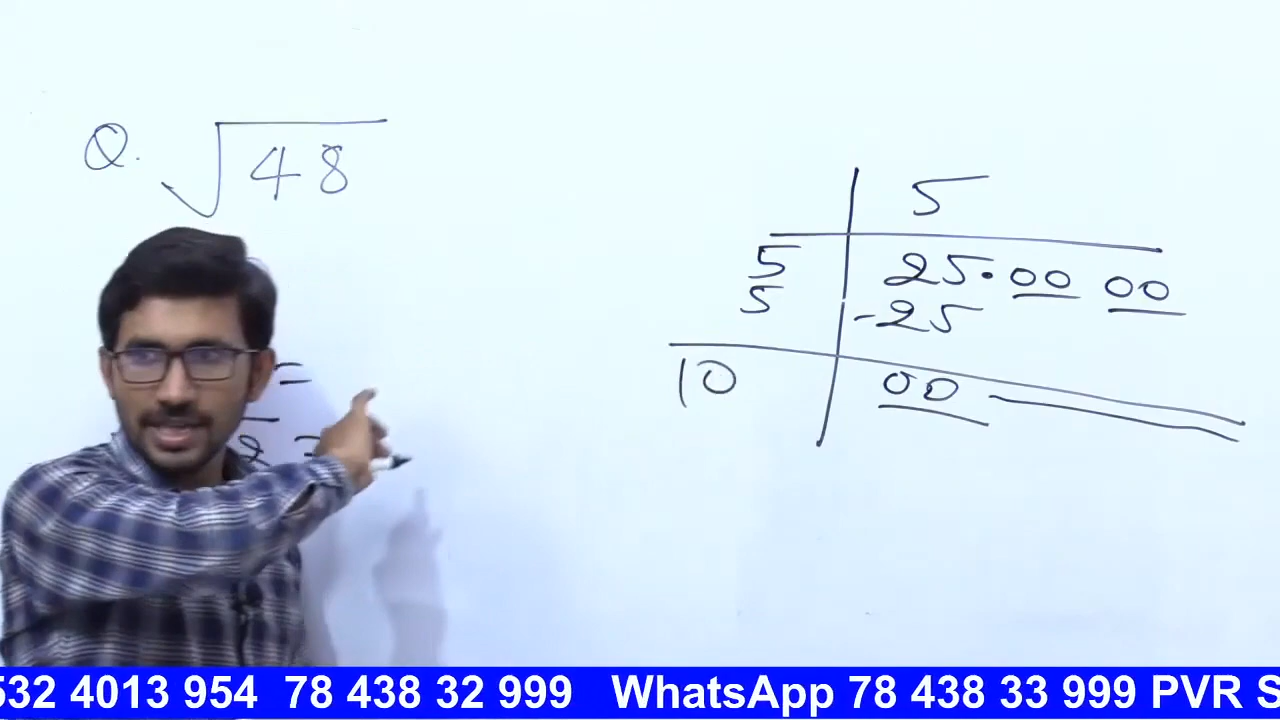 Q. √48
5
5 25.00 00
5 -25
10 00
=
2
532 4013 954 78 438 32 999 WhatsApp 78 438 33 999 PVR S